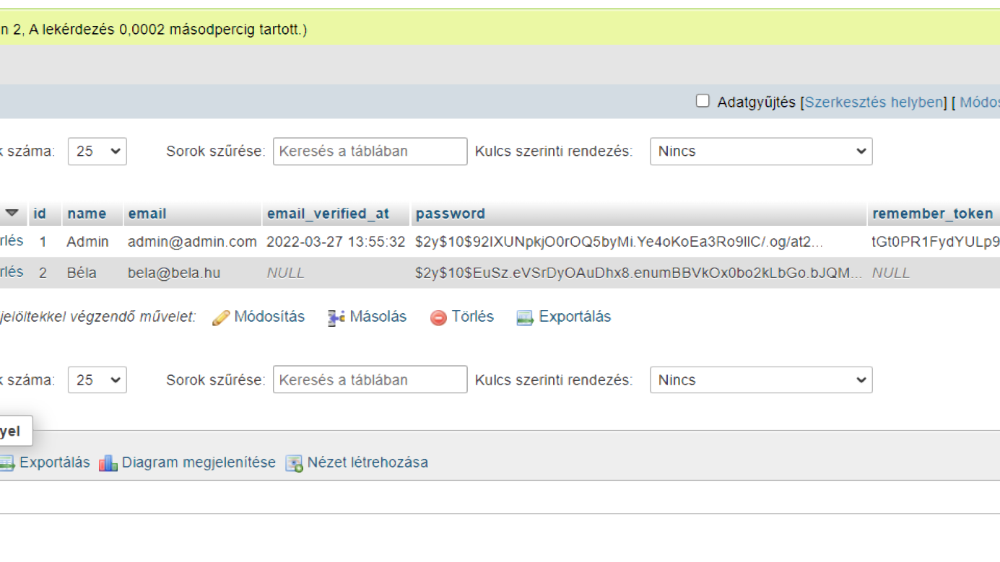 n 2, A lekérdezés 0,0002 másodpercig tartott.)
Adatgyűjtés [Szerkesztés helyben] [ Módos
k száma: 25 Sorok szűrése: Keresés a táblában Kulcs szerinti rendezés: Nincs
id name email email_verified_at password remember_token
rlés 1 Admin admin@admin.com 2022-03-27 13:55:32 $2y$10$92IXUNpkjO0rOQ5byMi.Ye4oKoEa3Ro9llC/.og/at2... tGt0PR1FydYULp9
rlés 2 Béla bela@bela.hu NULL $2y$10$EuSz.eVSrDyOAuDhx8.enumBBVkOx0bo2kLbGo.bJQM... NULL
jelöltekkel végzendő művelet: Módosítás Másolás Törlés Exportálás
k száma: 25 Sorok szűrése: Keresés a táblában Kulcs szerinti rendezés: Nincs
yel
Exportálás Diagram megjelenítése Nézet létrehozása